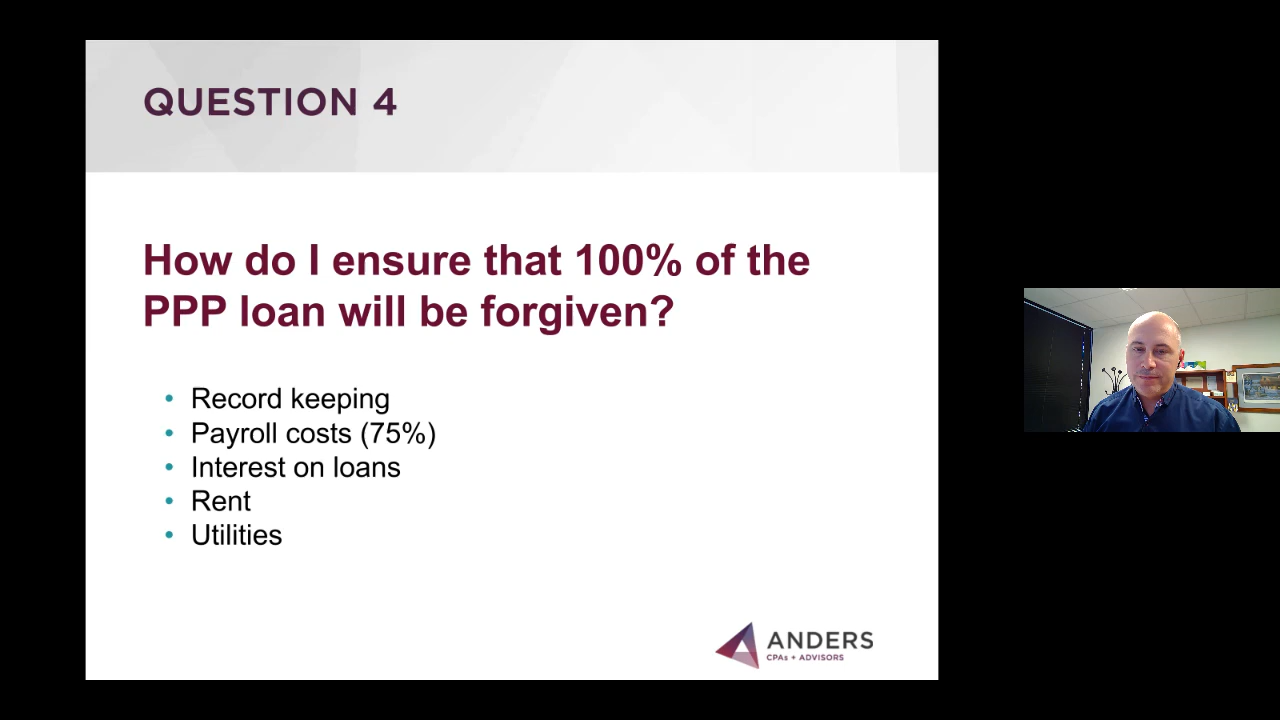 QUESTION 4
How do I ensure that 100% of the
PPP loan will be forgiven?
• Record keeping
• Payroll costs (75%)
• Interest on loans
• Rent
• Utilities
ANDERS
CPAs + ADVISORS